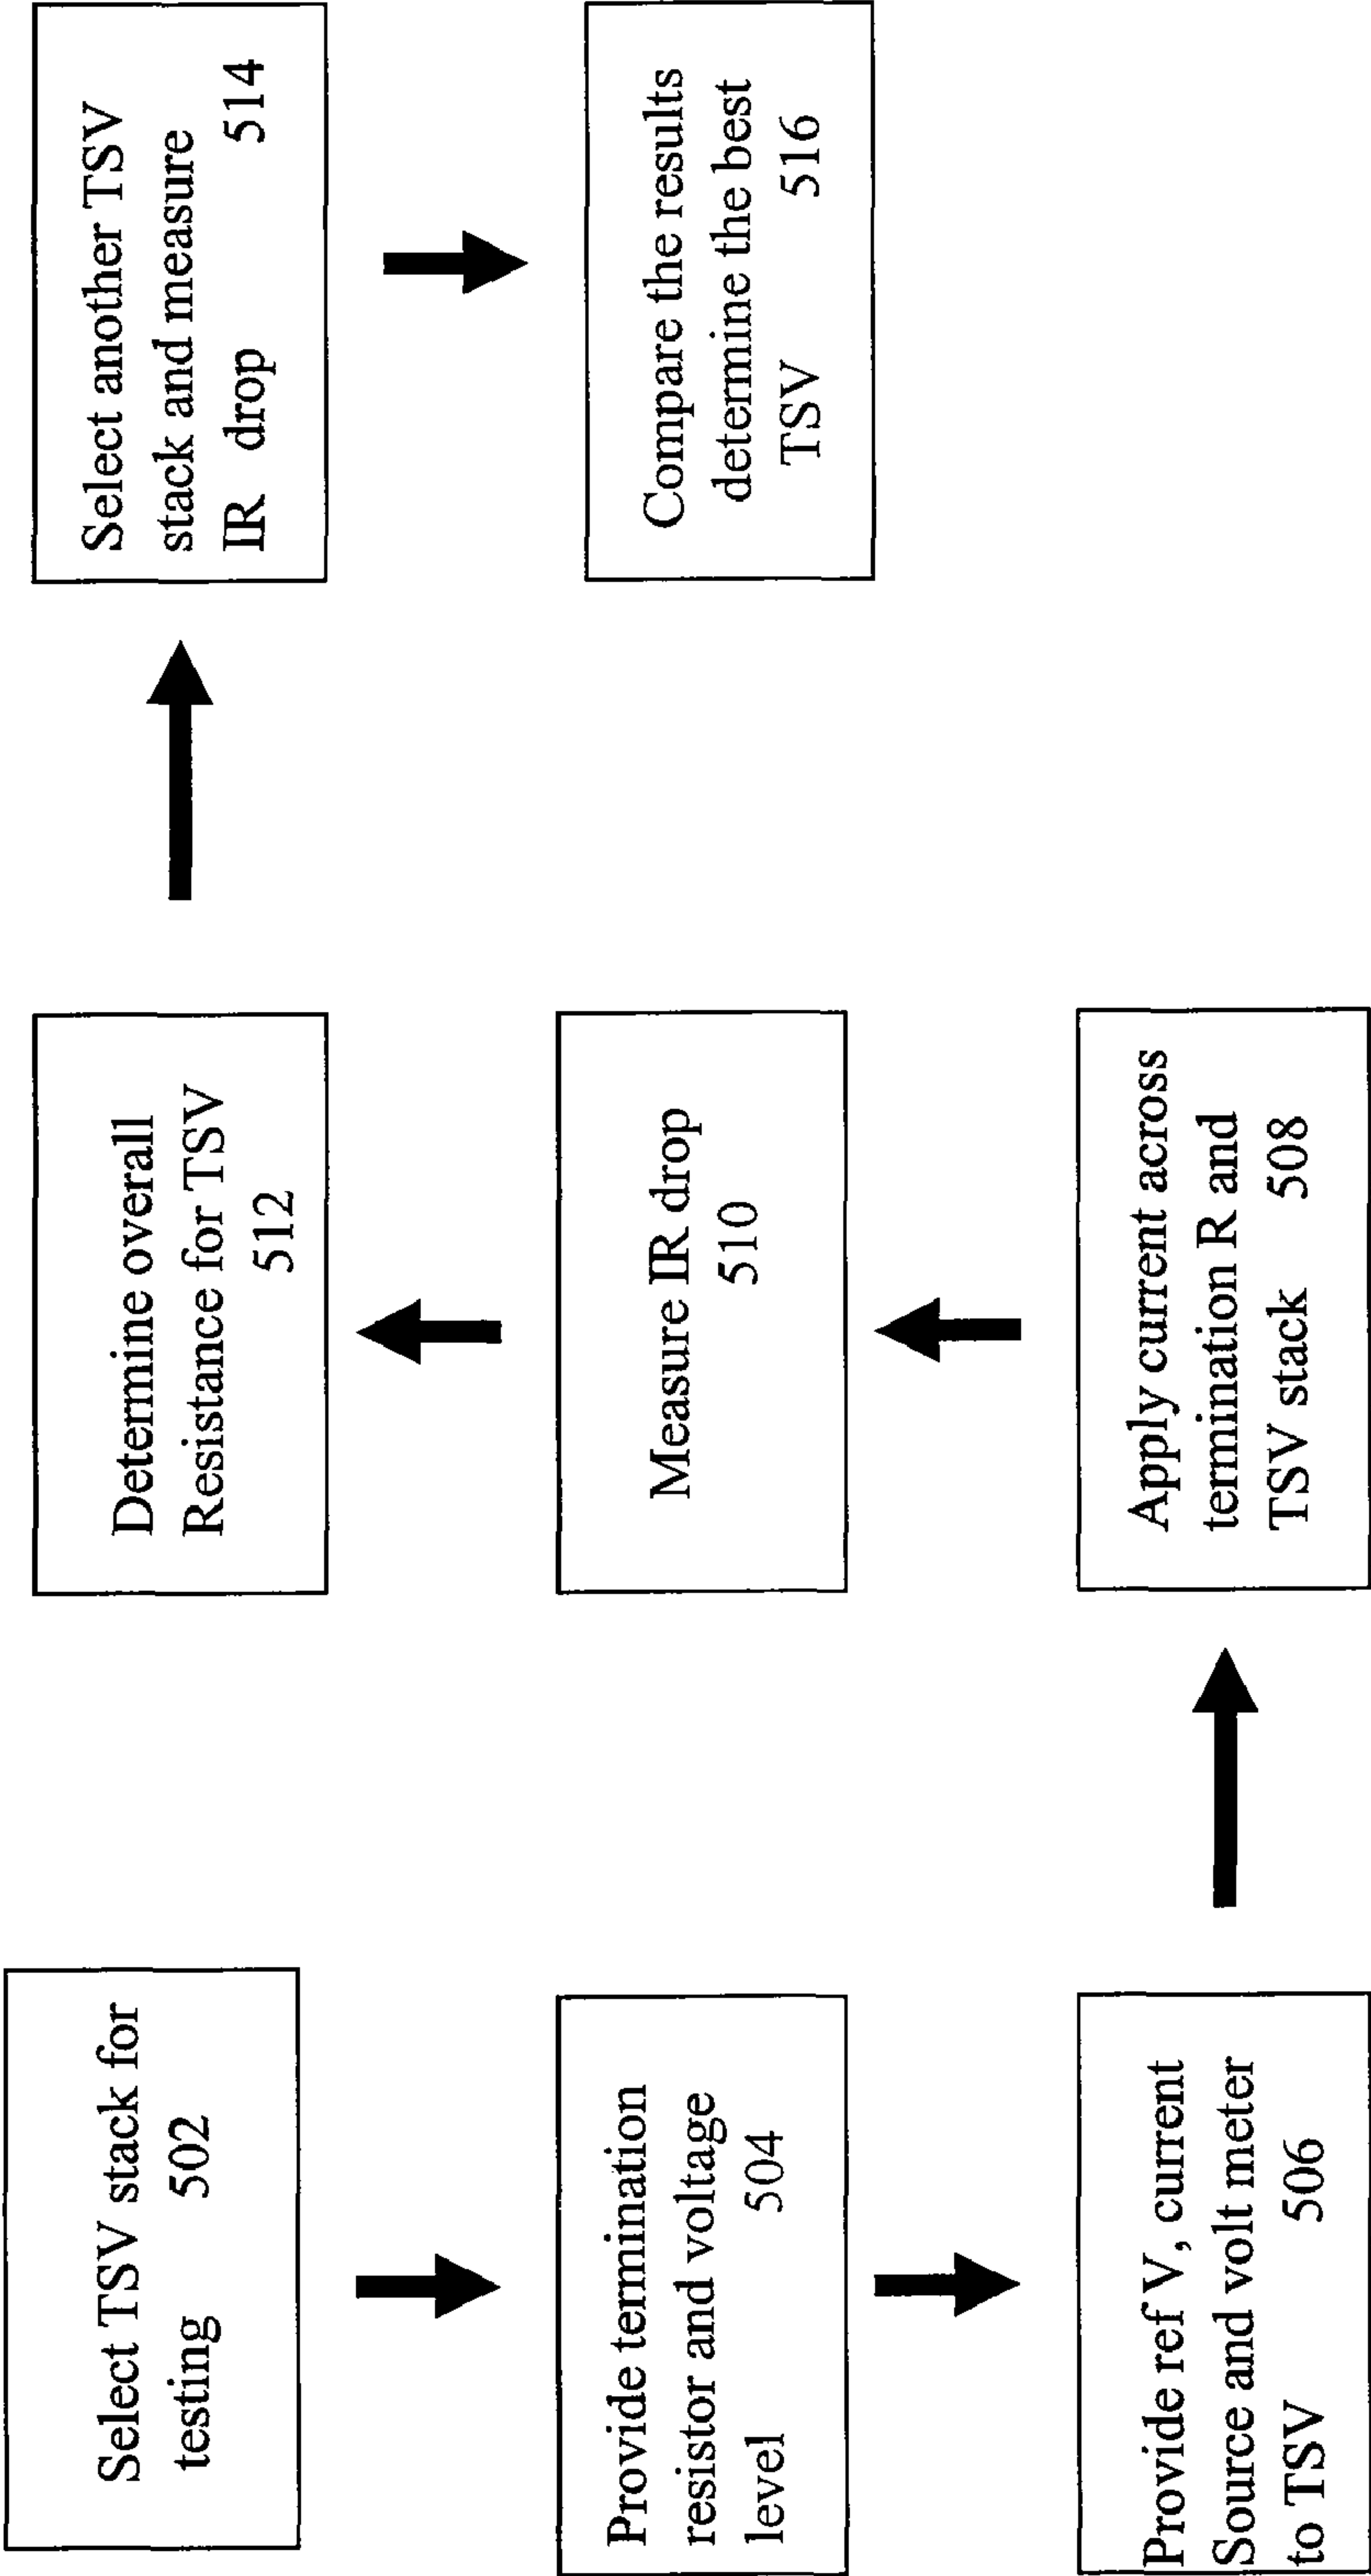 Select TSV stack for
testing 502
Provide termination
resistor and voltage
level 504
Provide ref V, current
Source and volt meter
to TSV 506
Apply current across
termination R and
TSV stack 508
Measure IR drop
510
Determine overall
Resistance for TSV
512
Select another TSV
stack and measure
IR drop 514
Compare the results
determine the best
TSV 516